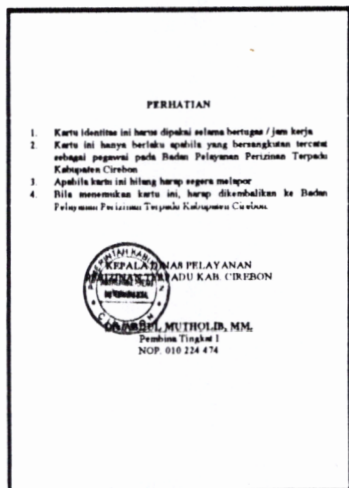 PERHATIAN
1. Kartu identitas ini harus dipakai selama bertugas / jam kerja
2. Kartu ini hanya berlaku apabila yang bersangkutan tercatat
sebagai pegawai pada Badan Pelayanan Perizinan Terpadu
Kabupaten Cirebon
3. Apabila kartu ini hilang harap segera melapor
4. Bila menemukan kartu ini, harap dikembalikan ke Badan
Pelayanan Perizinan Terpadu Kabupaten Cirebon.
KEPALA DINAS PELAYANAN
PERIZINAN TERPADU KAB. CIREBON
MUTHOLIB, MM.
Pembina Tingkat I
NOP. 010 224 474